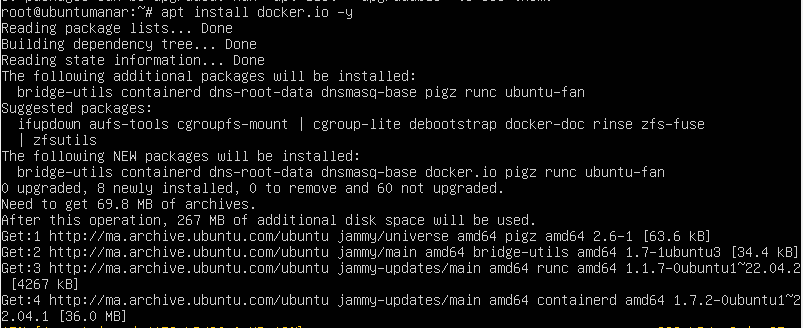 root@ubuntumanar:~# apt install docker.io -y
Reading package lists... Done
Building dependency tree... Done
Reading state information... Done
The following additional packages will be installed:
  bridge-utils containerd dns-root-data dnsmasq-base pigz runc ubuntu-fan
Suggested packages:
  ifupdown aufs-tools cgroupfs-mount | cgroup-lite debootstrap docker-doc rinse zfs-fuse
  | zfsutils
The following NEW packages will be installed:
  bridge-utils containerd dns-root-data dnsmasq-base docker.io pigz runc ubuntu-fan
0 upgraded, 8 newly installed, 0 to remove and 60 not upgraded.
Need to get 69.8 MB of archives.
After this operation, 267 MB of additional disk space will be used.
Get:1 http://ma.archive.ubuntu.com/ubuntu jammy/universe amd64 pigz amd64 2.6-1 [63.6 kB]
Get:2 http://ma.archive.ubuntu.com/ubuntu jammy/main amd64 bridge-utils amd64 1.7-1ubuntu3 [34.4 kB]
Get:3 http://ma.archive.ubuntu.com/ubuntu jammy-updates/main amd64 runc amd64 1.1.7-0ubuntu1~22.04.2
 [4267 kB]
Get:4 http://ma.archive.ubuntu.com/ubuntu jammy-updates/main amd64 containerd amd64 1.7.2-0ubuntu1~2
2.04.1 [36.0 MB]